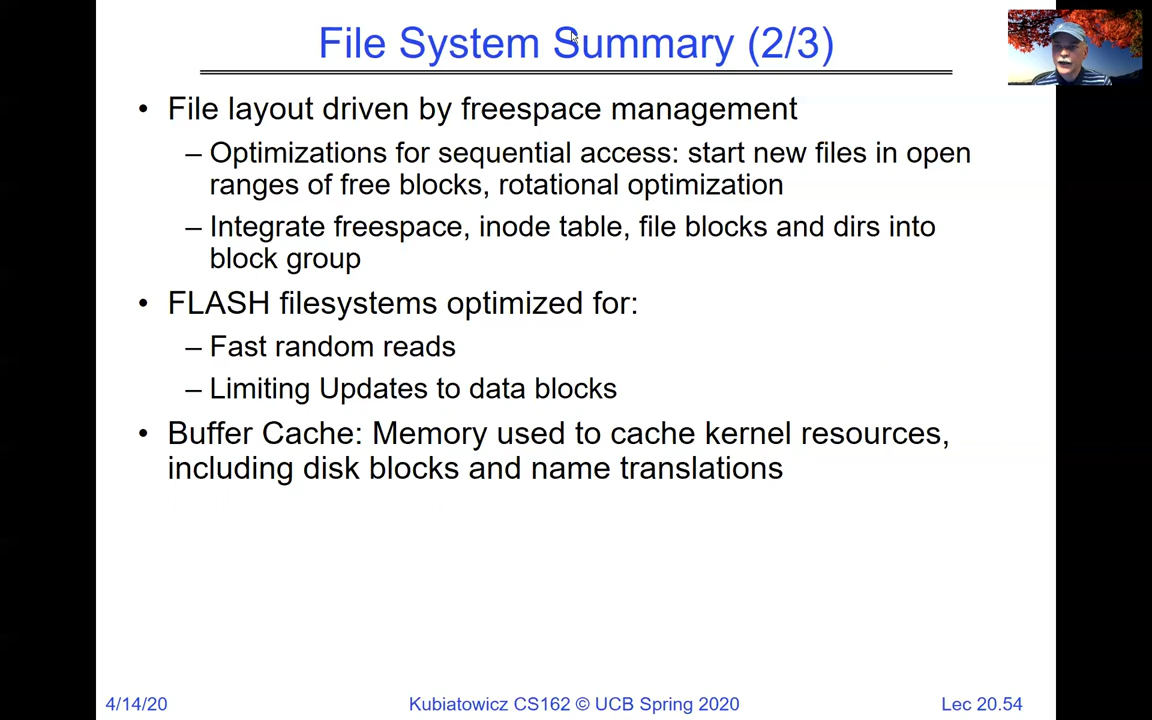 File System Summary (2/3)
• File layout driven by freespace management
– Optimizations for sequential access: start new files in open
ranges of free blocks, rotational optimization
– Integrate freespace, inode table, file blocks and dirs into
block group
• FLASH filesystems optimized for:
– Fast random reads
– Limiting Updates to data blocks
• Buffer Cache: Memory used to cache kernel resources,
including disk blocks and name translations
4/14/20
Kubiatowicz CS162 © UCB Spring 2020
Lec 20.54